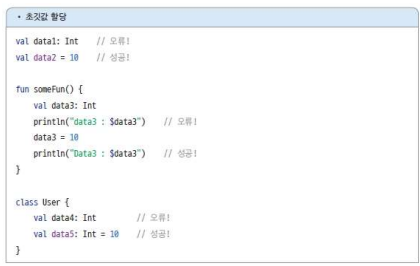 • 초깃값 할당
val data1: Int // 오류!
val data2 = 10 // 성공!
fun someFun() {
val data3: Int
println("data3 : $data3") // 오류!
data3 = 10
println("Data3 : $data3") // 성공!
}
class User {
val data4: Int // 오류!
val data5: Int = 10 // 성공!
}